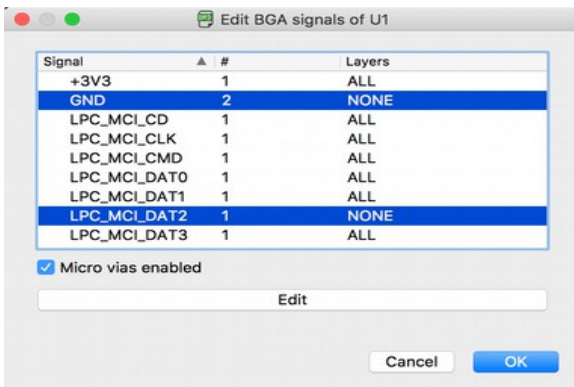 Edit BGA signals of U1
Signal # Layers
+3V3 1 ALL
GND 2 NONE
LPC_MCI_CD 1 ALL
LPC_MCI_CLK 1 ALL
LPC_MCI_CMD 1 ALL
LPC_MCI_DAT0 1 ALL
LPC_MCI_DAT1 1 ALL
LPC_MCI_DAT2 1 NONE
LPC_MCI_DAT3 1 ALL
Micro vias enabled
Edit
Cancel OK